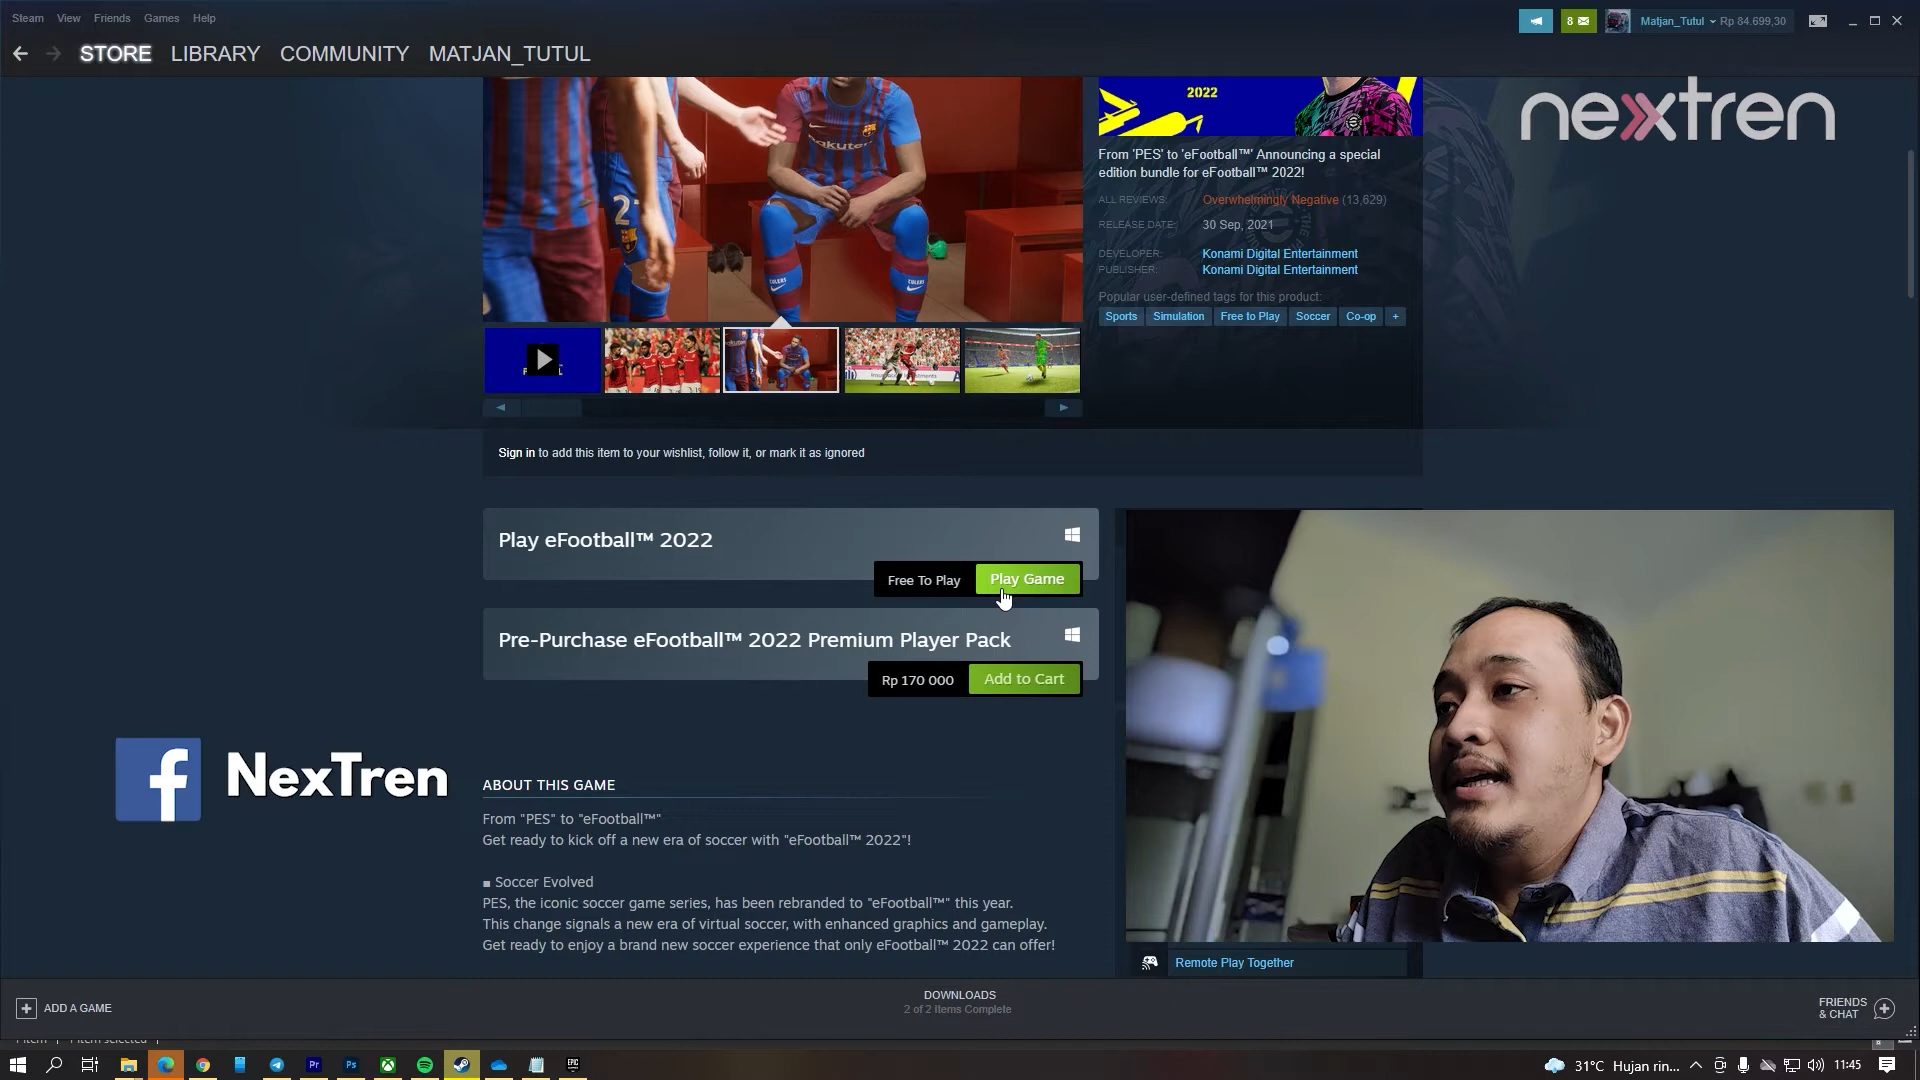 Steam View Friends Games Help
8
Matjan_Tutul Rp 84.699,30
STORE LIBRARY COMMUNITY MATJAN_TUTUL
nextren
2022
Rakuten
2
From 'PES' to 'eFootball™' Announcing a special
edition bundle for eFootball™ 2022!
ALL REVIEWS: Overwhelmingly Negative (13,629)
RELEASE DATE: 30 Sep, 2021
DEVELOPER: Konami Digital Entertainment
PUBLISHER: Konami Digital Entertainment
Popular user-defined tags for this product:
Sports Simulation Free to Play Soccer Co-op +
Sign in to add this item to your wishlist, follow it, or mark it as ignored
Play eFootball™ 2022
Free To Play Play Game
Pre-Purchase eFootball™ 2022 Premium Player Pack
Rp 170 000 Add to Cart
f NexTren
ABOUT THIS GAME
From "PES" to "eFootball™"
Get ready to kick off a new era of soccer with "eFootball™ 2022"!
■ Soccer Evolved
PES, the iconic soccer game series, has been rebranded to "eFootball™" this year.
This change signals a new era of virtual soccer, with enhanced graphics and gameplay.
Get ready to enjoy a brand new soccer experience that only eFootball™ 2022 can offer!
Remote Play Together
ADD A GAME
DOWNLOADS
2 of 2 Items Complete
FRIENDS
& CHAT
Pr Ps EPIC
31°C Hujan rin... 11:45